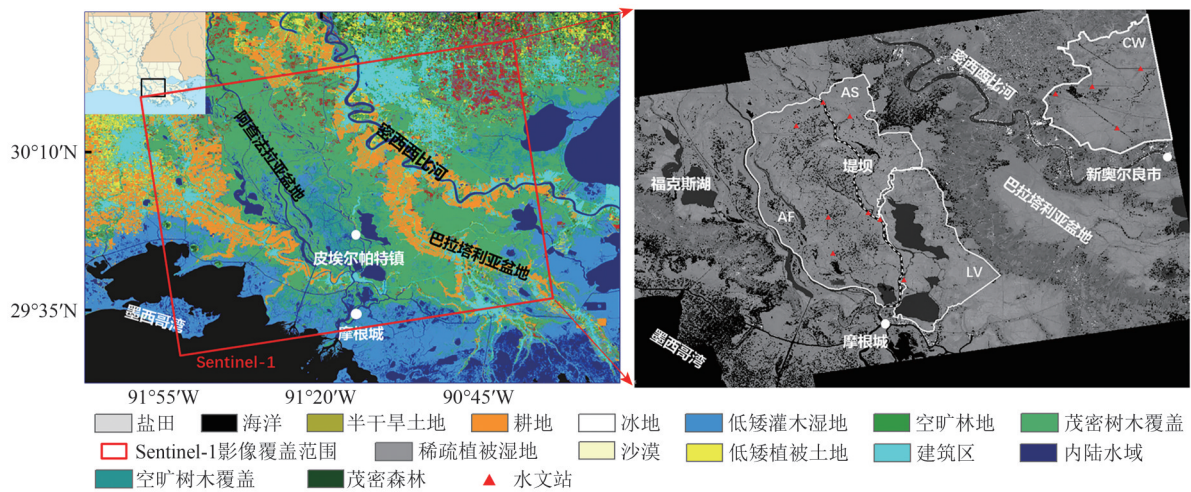 30°10′N
29°35′N
91°55′W
91°20′W
90°45′W
阿查法拉亚盆地
密西西比河
巴拉塔利亚盆地
皮埃尔帕特镇
摩根城
墨西哥湾
Sentinel-1
CW
密西西比河
AS
堤坝
新奥尔良市
福克斯湖
巴拉塔利亚盆地
AF
LV
摩根城
墨西哥湾
盐田 海洋 半干旱土地 耕地 冰地 低矮灌木湿地 空旷林地 茂密树木覆盖
Sentinel-1影像覆盖范围 稀疏植被湿地 沙漠 低矮植被土地 建筑区 内陆水域
空旷树木覆盖 茂密森林 水文站